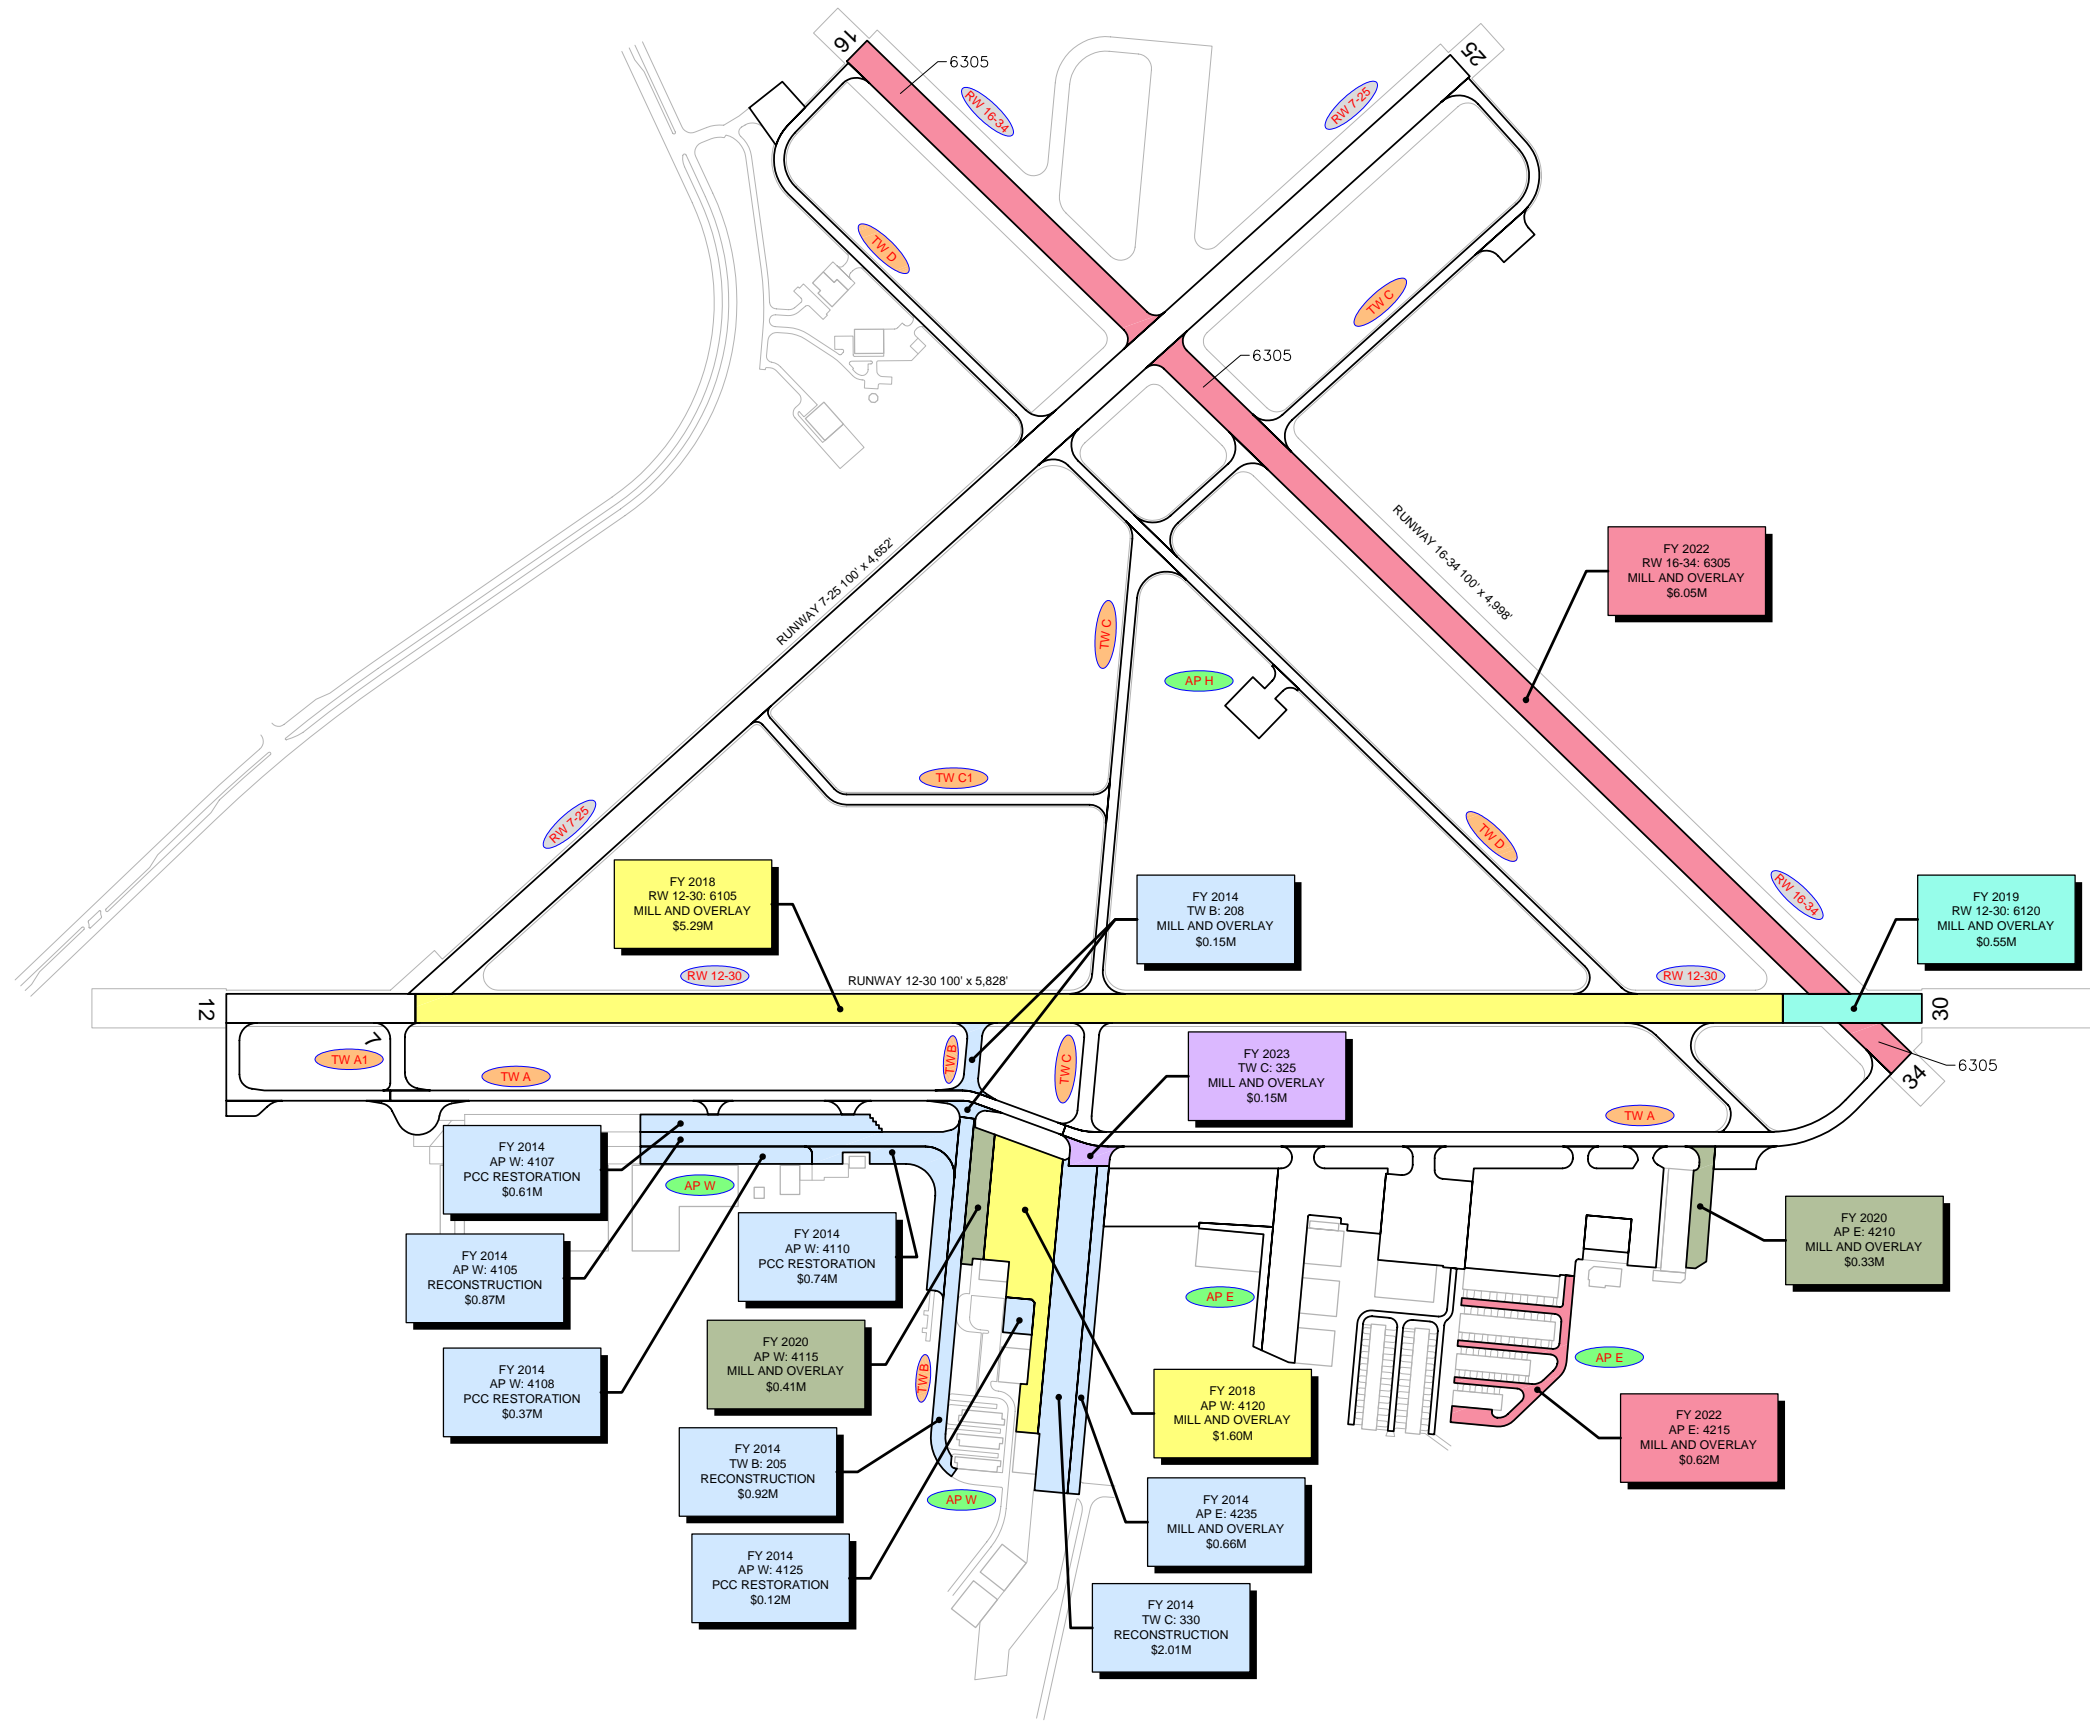 16
25
6305
RW 16-34
RW 7-25
TW D
TW C
6305
RUNWAY 7-25 100' x 4,652'
RUNWAY 16-34 100' x 4,998'
FY 2022
RW 16-34: 6305
MILL AND OVERLAY
$6.05M
TW C
AP H
TW C1
RW 7-25
TW D
FY 2018
RW 12-30: 6105
MILL AND OVERLAY
$5.29M
FY 2014
TW B: 208
MILL AND OVERLAY
$0.15M
RW 16-34
FY 2019
RW 12-30: 6120
MILL AND OVERLAY
$0.55M
RW 12-30
RUNWAY 12-30 100' x 5,828'
RW 12-30
12
30
7
TW A1
TW A
TW B
TW C
FY 2023
TW C: 325
MILL AND OVERLAY
$0.15M
6305
34
TW A
FY 2014
AP W: 4107
PCC RESTORATION
$0.61M
AP W
FY 2014
AP W: 4105
RECONSTRUCTION
$0.87M
FY 2014
AP W: 4110
PCC RESTORATION
$0.74M
AP E
FY 2020
AP E: 4210
MILL AND OVERLAY
$0.33M
FY 2014
AP W: 4108
PCC RESTORATION
$0.37M
FY 2020
AP W: 4115
MILL AND OVERLAY
$0.41M
TW B
AP E
FY 2018
AP W: 4120
MILL AND OVERLAY
$1.60M
FY 2022
AP E: 4215
MILL AND OVERLAY
$0.62M
FY 2014
TW B: 205
RECONSTRUCTION
$0.92M
AP W
FY 2014
AP E: 4235
MILL AND OVERLAY
$0.66M
FY 2014
AP W: 4125
PCC RESTORATION
$0.12M
FY 2014
TW C: 330
RECONSTRUCTION
$2.01M